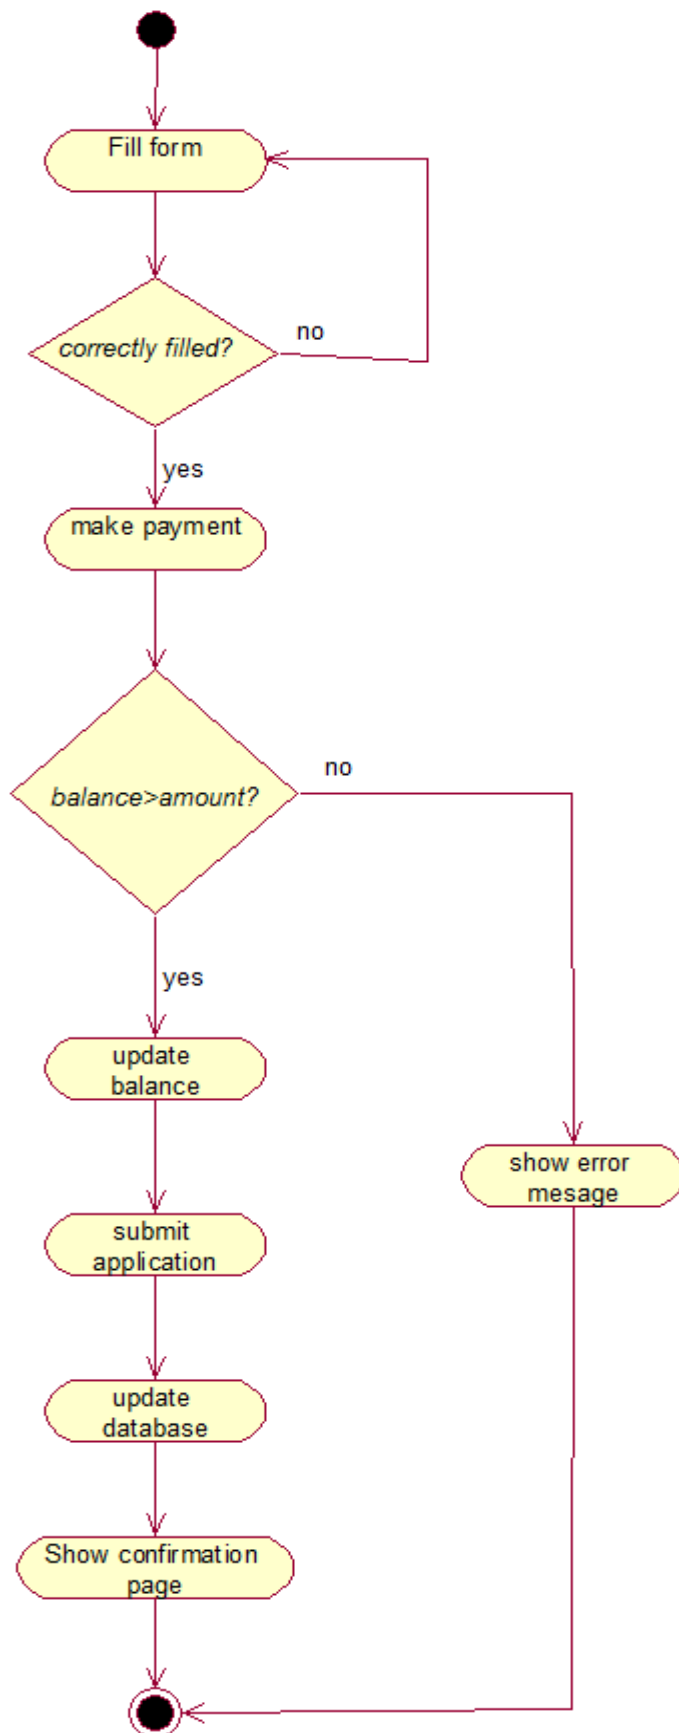 Fill form
correctly filled?
no
yes
make payment
balance>amount?
no
yes
update
balance
show error
mesage
submit
application
update
database
Show confirmation
page